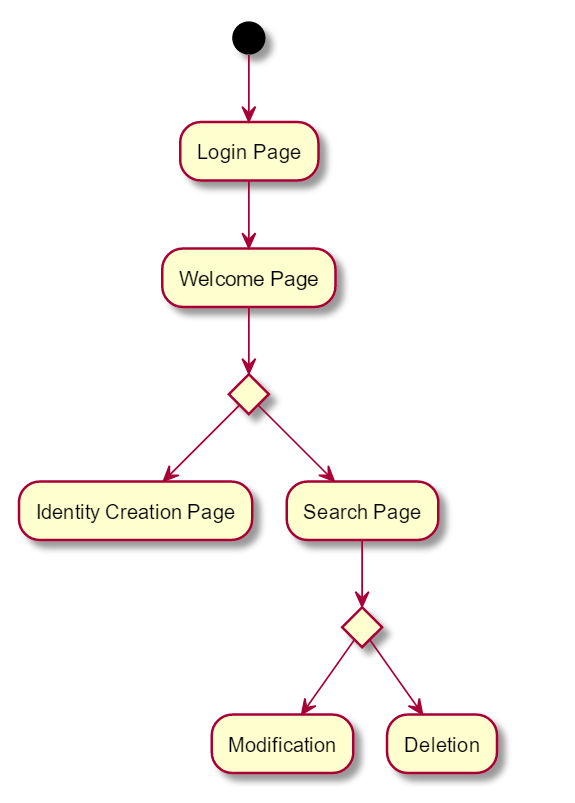 Login Page
Welcome Page
Identity Creation Page
Search Page
Modification
Deletion